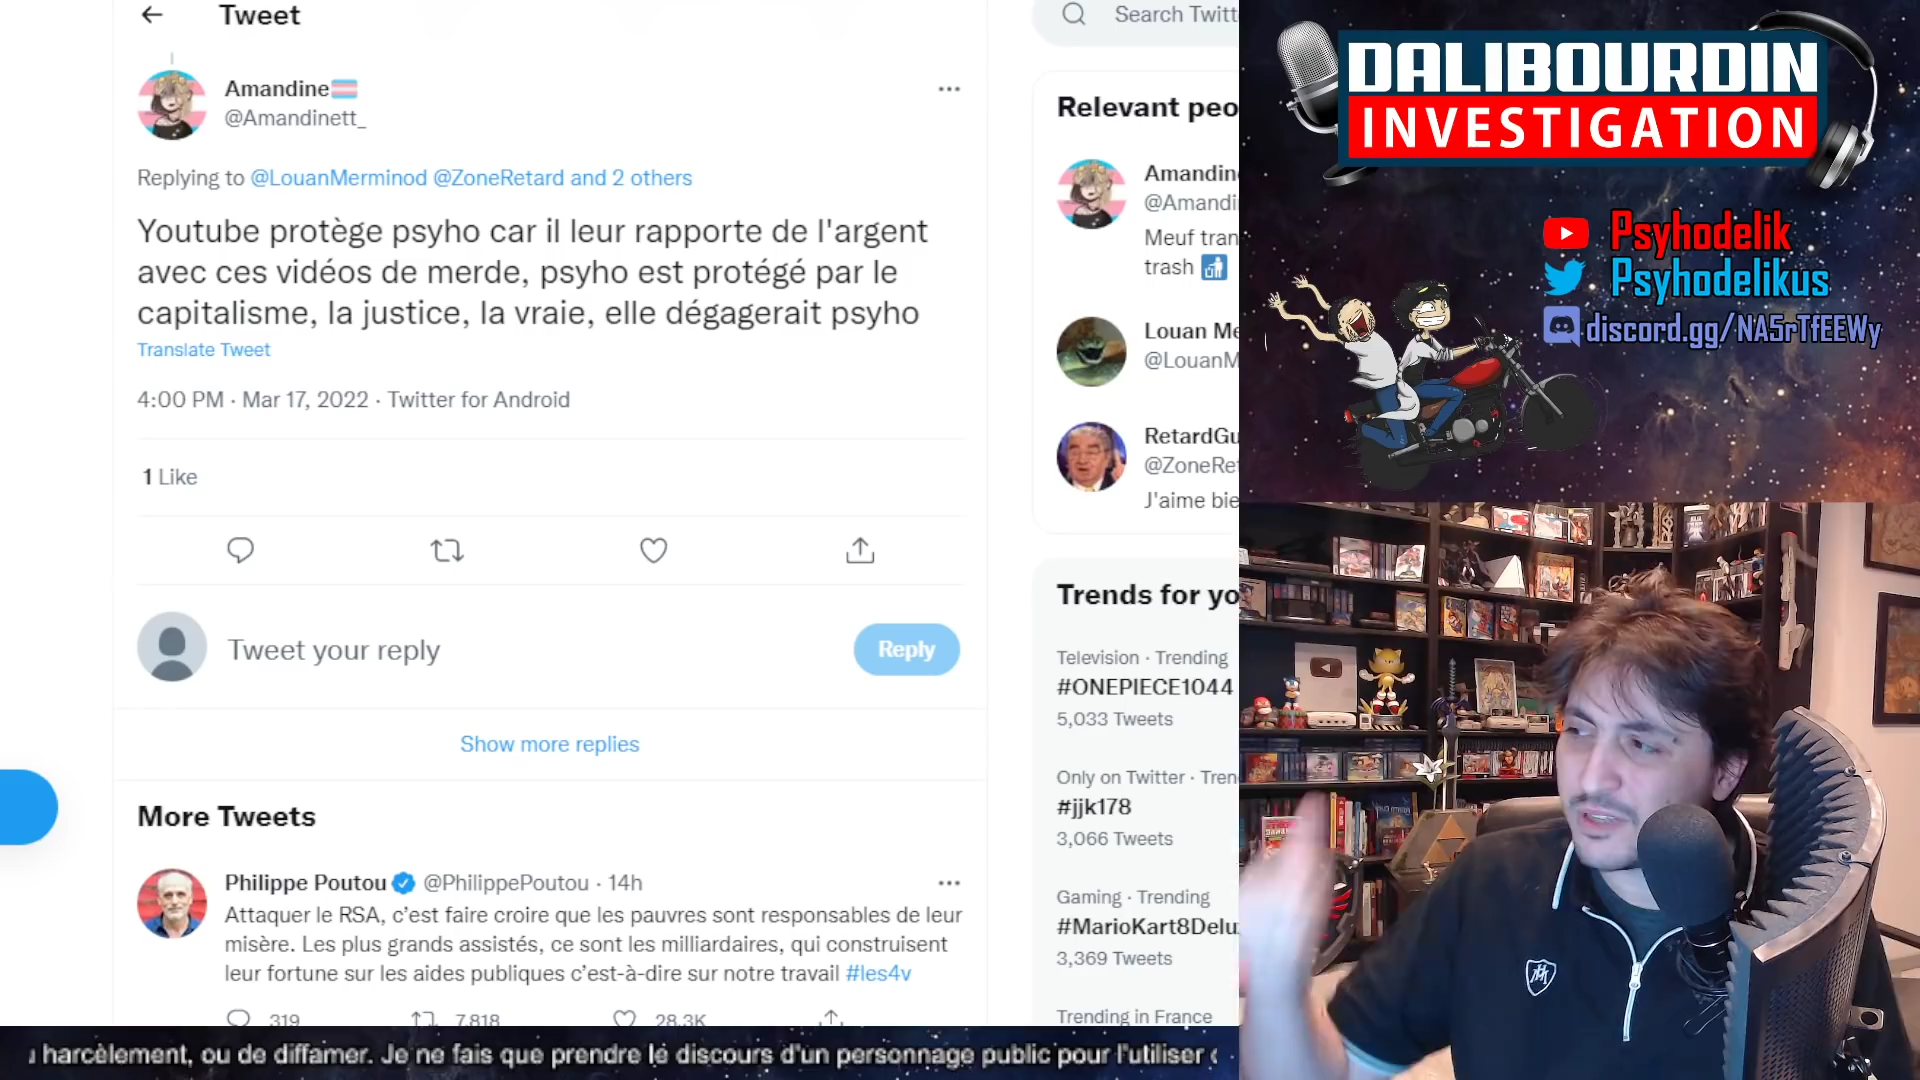 Tweet
Search Twitt
Amandine
@Amandinett_
Replying to @LouanMerminod @ZoneRetard and 2 others
Youtube protège psyho car il leur rapporte de l'argent
avec ces vidéos de merde, psyho est protégé par le
capitalisme, la justice, la vraie, elle dégagerait psyho
Translate Tweet
4:00 PM · Mar 17, 2022 · Twitter for Android
1 Like
Tweet your reply
Reply
Show more replies
More Tweets
Philippe Poutou @PhilippePoutou · 14h
Attaquer le RSA, c’est faire croire que les pauvres sont responsables de leur
misère. Les plus grands assistés, ce sont les milliardaires, qui construisent
leur fortune sur les aides publiques c’est-à-dire sur notre travail #les4v
319
7,818
28.3K
Relevant peo
Amandin
@Amandi
Meuf tran
trash
Louan Me
@LouanM
RetardGu
@ZoneRet
J'aime bie
Trends for yo
Television · Trending
#ONEPIECE1044
5,033 Tweets
Only on Twitter · Tren
#jjk178
3,066 Tweets
Gaming · Trending
#MarioKart8Delu
3,369 Tweets
Trending in France
DALIBOURDIN
INVESTIGATION
Psyhodelik
Psyhodelikus
discord.gg/NA5rTfEEWy
harcèlement, ou de diffamer. Je ne fais que prendre le discours d'un personnage public pour l'utiliser